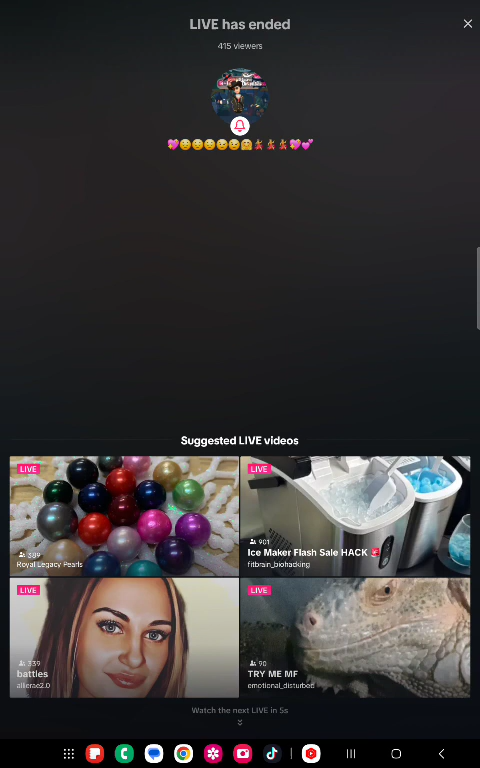 LIVE has ended
415 viewers
Suggested LIVE videos
LIVE
389
Royal Legacy Pearls
LIVE
901
Ice Maker Flash Sale HACK 🚨
fitbrain_biohacking
LIVE
339
battles
allierae2.0
LIVE
90
TRY ME MF
emotional_disturbed
Watch the next LIVE in 5s